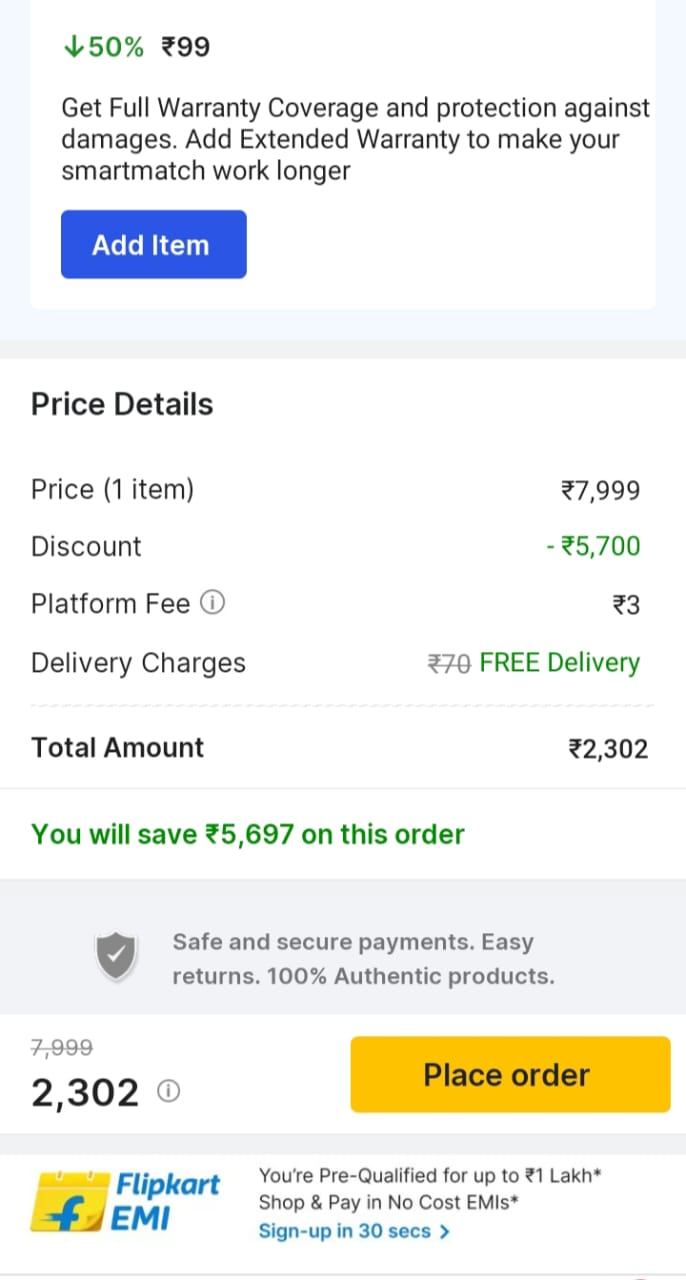 ↓50% ₹99
Get Full Warranty Coverage and protection against
damages. Add Extended Warranty to make your
smartmatch work longer
Add Item
Price Details
Price (1 item) ₹7,999
Discount - ₹5,700
Platform Fee ₹3
Delivery Charges ₹70 FREE Delivery
Total Amount ₹2,302
You will save ₹5,697 on this order
Safe and secure payments. Easy
returns. 100% Authentic products.
7,999
2,302
Place order
Flipkart
EMI
You're Pre-Qualified for up to ₹1 Lakh*
Shop & Pay in No Cost EMIs*
Sign-up in 30 secs >